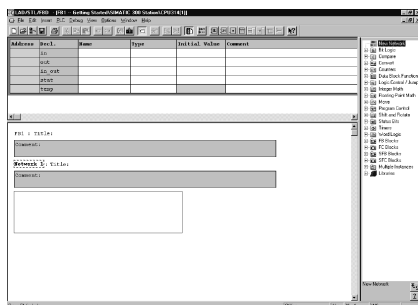 LAD/STL/FBD - [FB1 - Getting Started\SIMATIC 300 Station\CPU314(1)]
File Edit Insert PLC Debug View Options Window Help
Address Decl. Name Type Initial Value Comment
in
out
in_out
stat
temp
FB1 : Title:
Comment:
Network 1: Title:
Comment:
New Network
Bit Logic
Compare
Convert
Counters
Data Block Function
Logic Control / Jump
Integer Math
Floating Point Math
Move
Program Control
Shift and Rotate
Status Bits
Timers
Word Logic
FB Blocks
FC Blocks
SFB Blocks
SFC Blocks
Multiple Instances
Libraries
New Network